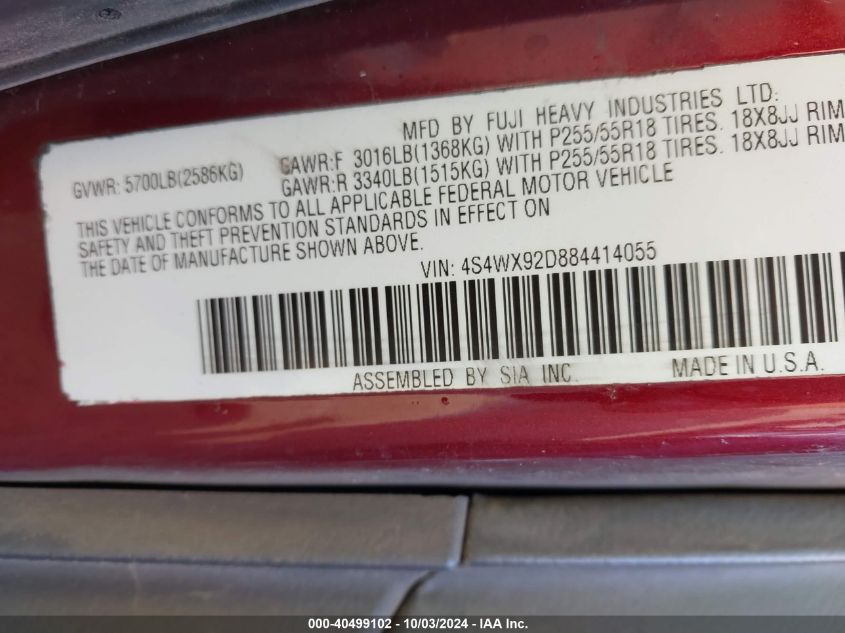 MFD BY FUJI HEAVY INDUSTRIES LTD:
GVWR: 5700LB(2586KG)
GAWR:F 3016LB(1368KG) WITH P255/55R18 TIRES. 18X8JJ RIM
GAWR:R 3340LB(1515KG) WITH P255/55R18 TIRES. 18X8JJ RIM
THIS VEHICLE CONFORMS TO ALL APPLICABLE FEDERAL MOTOR VEHICLE
SAFETY AND THEFT PREVENTION STANDARDS IN EFFECT ON
THE DATE OF MANUFACTURE SHOWN ABOVE.
VIN: 4S4WX92D884414055
ASSEMBLED BY SIA INC.
MADE IN U.S.A.
000-40499102 - 10/03/2024 - IAA Inc.